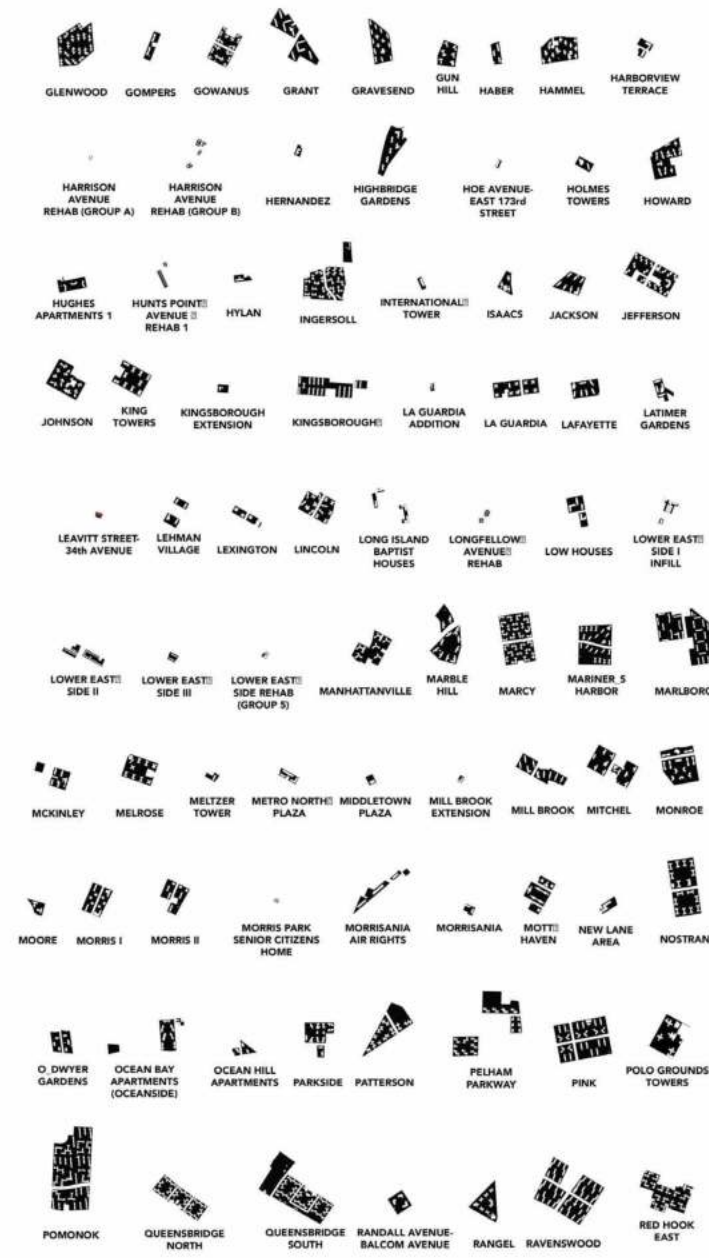 GLENWOOD
GOMPERS
GOWANUS
GRANT
GRAVESEND
GUN
HILL
HABER
HAMMEL
HARBORVIEW
TERRACE
HARRISON
AVENUE
REHAB (GROUP A)
HARRISON
AVENUE
REHAB (GROUP B)
HERNANDEZ
HIGHBRIDGE
GARDENS
HOE AVENUE-
EAST 173rd
STREET
HOLMES
TOWERS
HOWARD
HUGHES
APARTMENTS 1
HUNTS POINT
AVENUE
REHAB 1
HYLAN
INGERSOLL
INTERNATIONAL
TOWER
ISAACS
JACKSON
JEFFERSON
JOHNSON
KING
TOWERS
KINGSBOROUGH
EXTENSION
KINGSBOROUGH
LA GUARDIA
ADDITION
LA GUARDIA
LAFAYETTE
LATIMER
GARDENS
LEAVITT STREET-
34th AVENUE
LEHMAN
VILLAGE
LEXINGTON
LINCOLN
LONG ISLAND
BAPTIST
HOUSES
LONGFELLOW
AVENUE
REHAB
LOW HOUSES
LOWER EAST
SIDE I
INFILL
LOWER EAST
SIDE II
LOWER EAST
SIDE III
LOWER EAST
SIDE REHAB
(GROUP 5)
MANHATTANVILLE
MARBLE
HILL
MARCY
MARINER_S
HARBOR
MARLBORO
MCKINLEY
MELROSE
MELTZER
TOWER
METRO NORTH
PLAZA
MIDDLETOWN
PLAZA
MILL BROOK
EXTENSION
MILL BROOK
MITCHEL
MONROE
MOORE
MORRIS I
MORRIS II
MORRIS PARK
SENIOR CITIZENS
HOME
MORRISANIA
AIR RIGHTS
MORRISANIA
MOTT
HAVEN
NEW LANE
AREA
NOSTRAN
O_DWYER
GARDENS
OCEAN BAY
APARTMENTS
(OCEANSIDE)
OCEAN HILL
APARTMENTS
PARKSIDE
PATTERSON
PELHAM
PARKWAY
PINK
POLO GROUNDS
TOWERS
POMONOK
QUEENSBRIDGE
NORTH
QUEENSBRIDGE
SOUTH
RANDALL AVENUE-
BALCOM AVENUE
RANGEL
RAVENSWOOD
RED HOOK
EAST